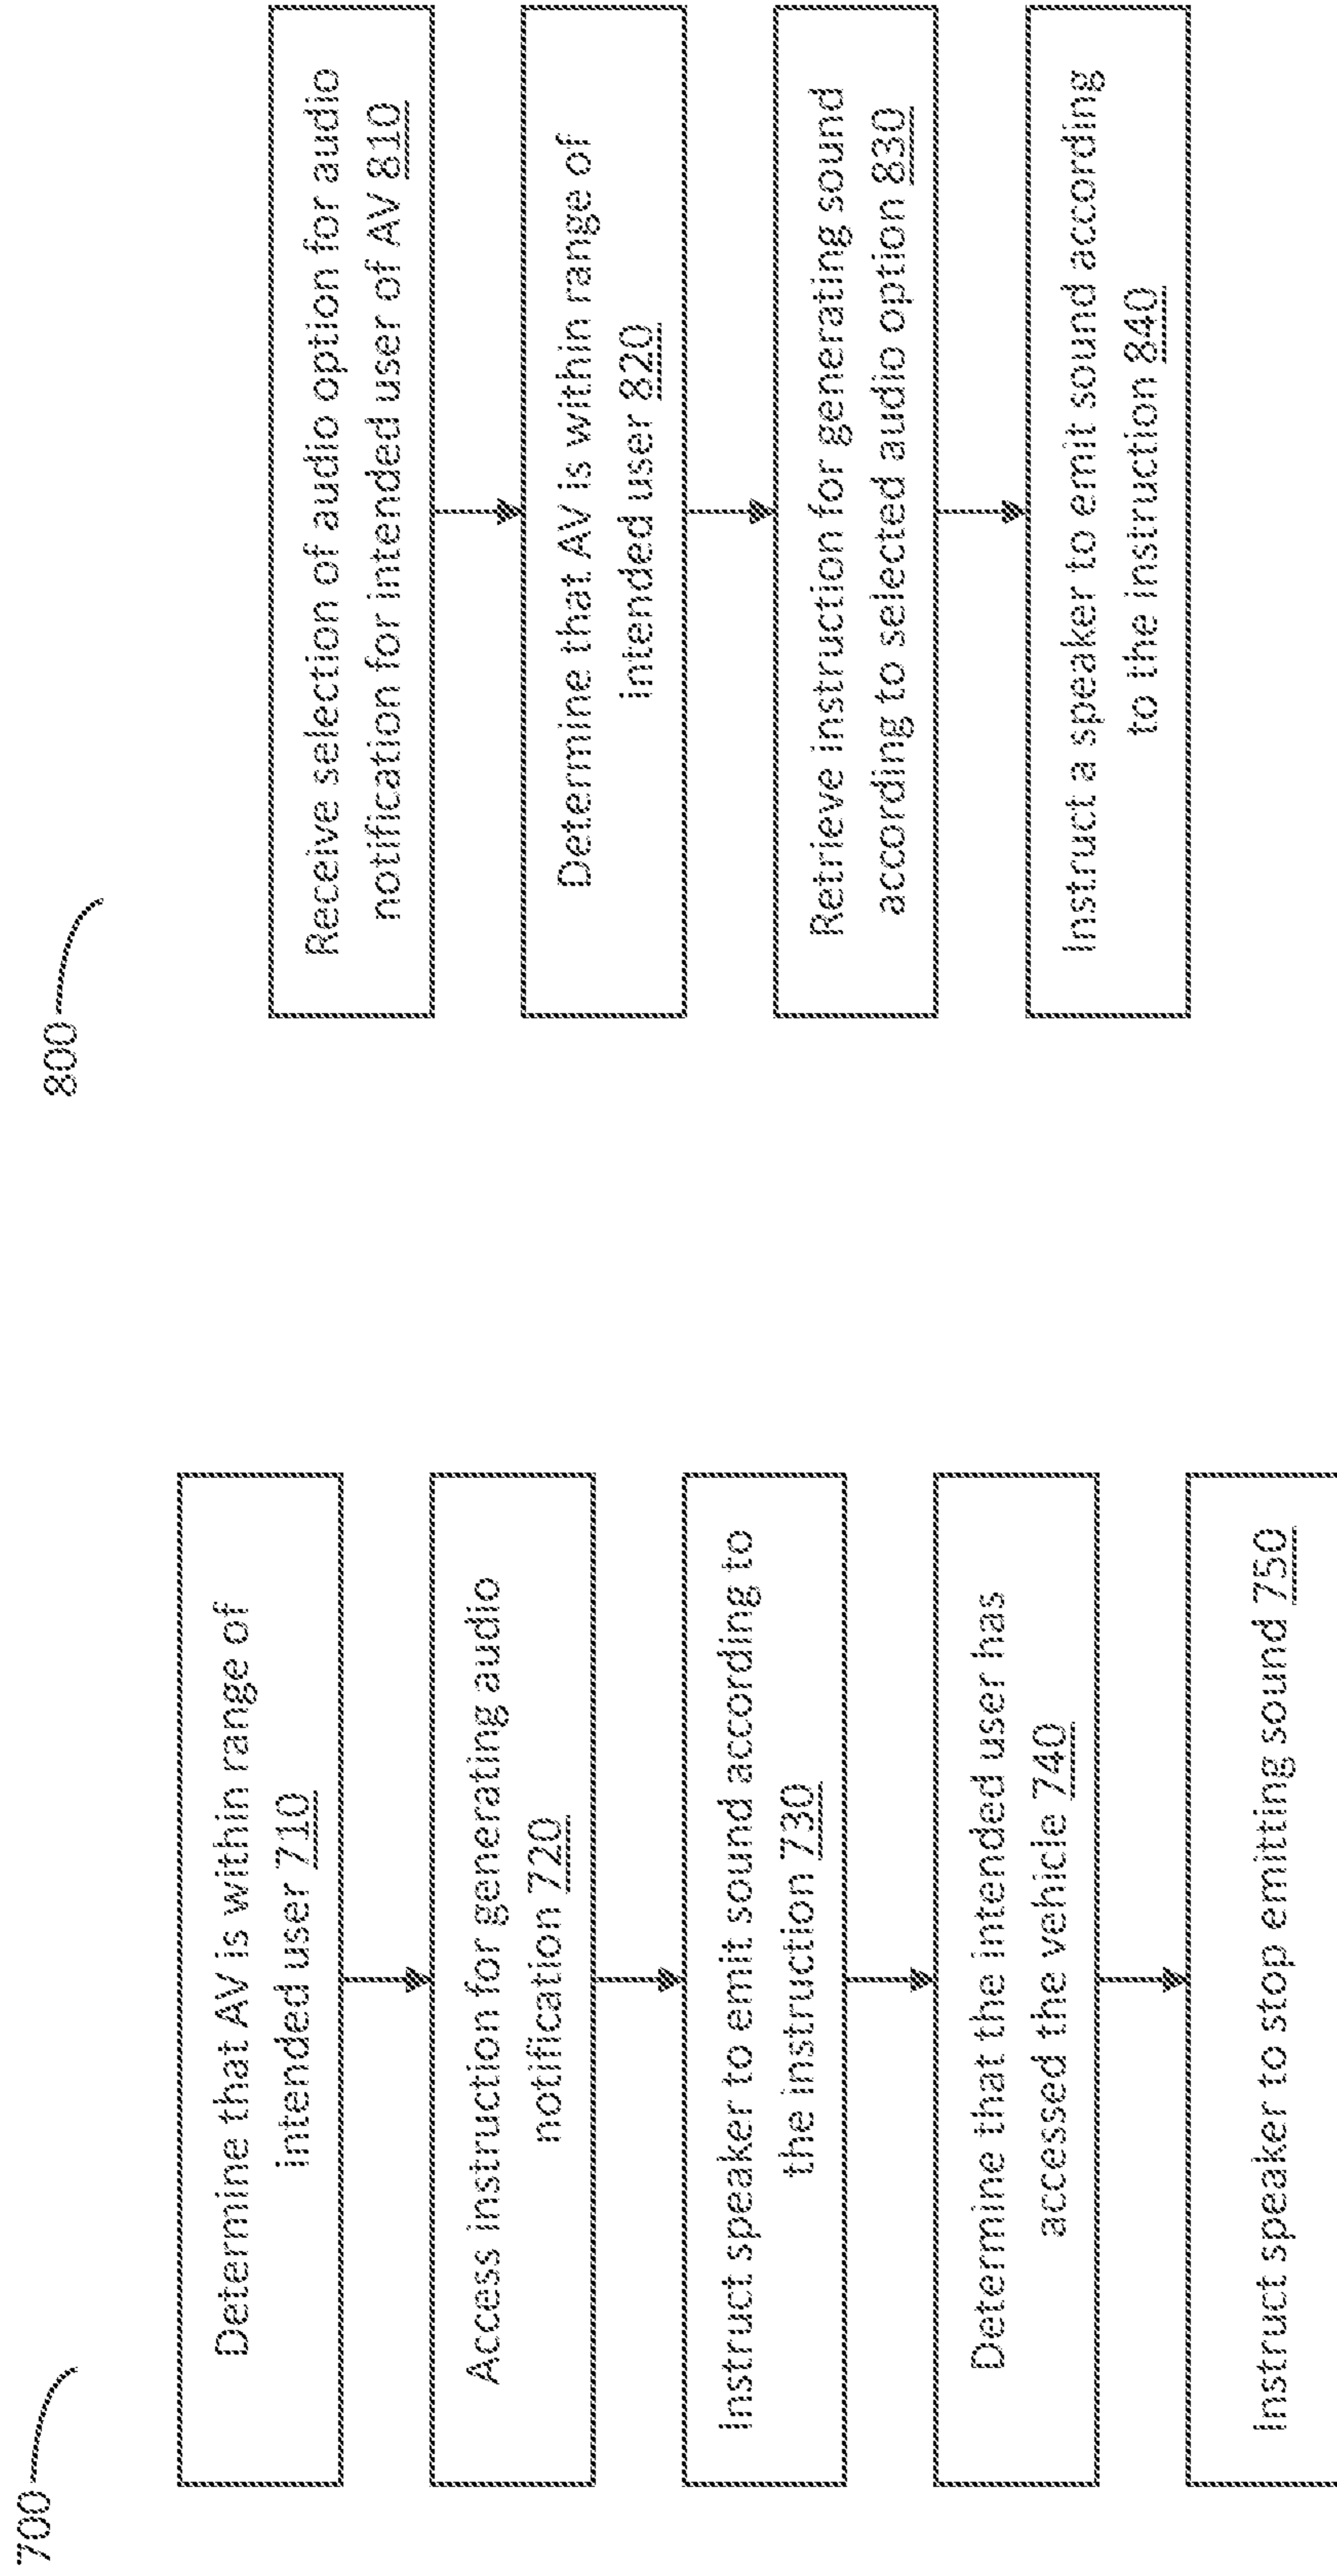 700
Determine that AV is within range of
intended user 710
Access instruction for generating audio
notification 720
Instruct speaker to emit sound according to
the instruction 730
Determine that the intended user has
accessed the vehicle 740
Instruct speaker to stop emitting sound 750
800
Receive selection of audio option for audio
notification for intended user of AV 810
Determine that AV is within range of
intended user 820
Retrieve instruction for generating sound
according to selected audio option 830
Instruct a speaker to emit sound according
to the instruction 840